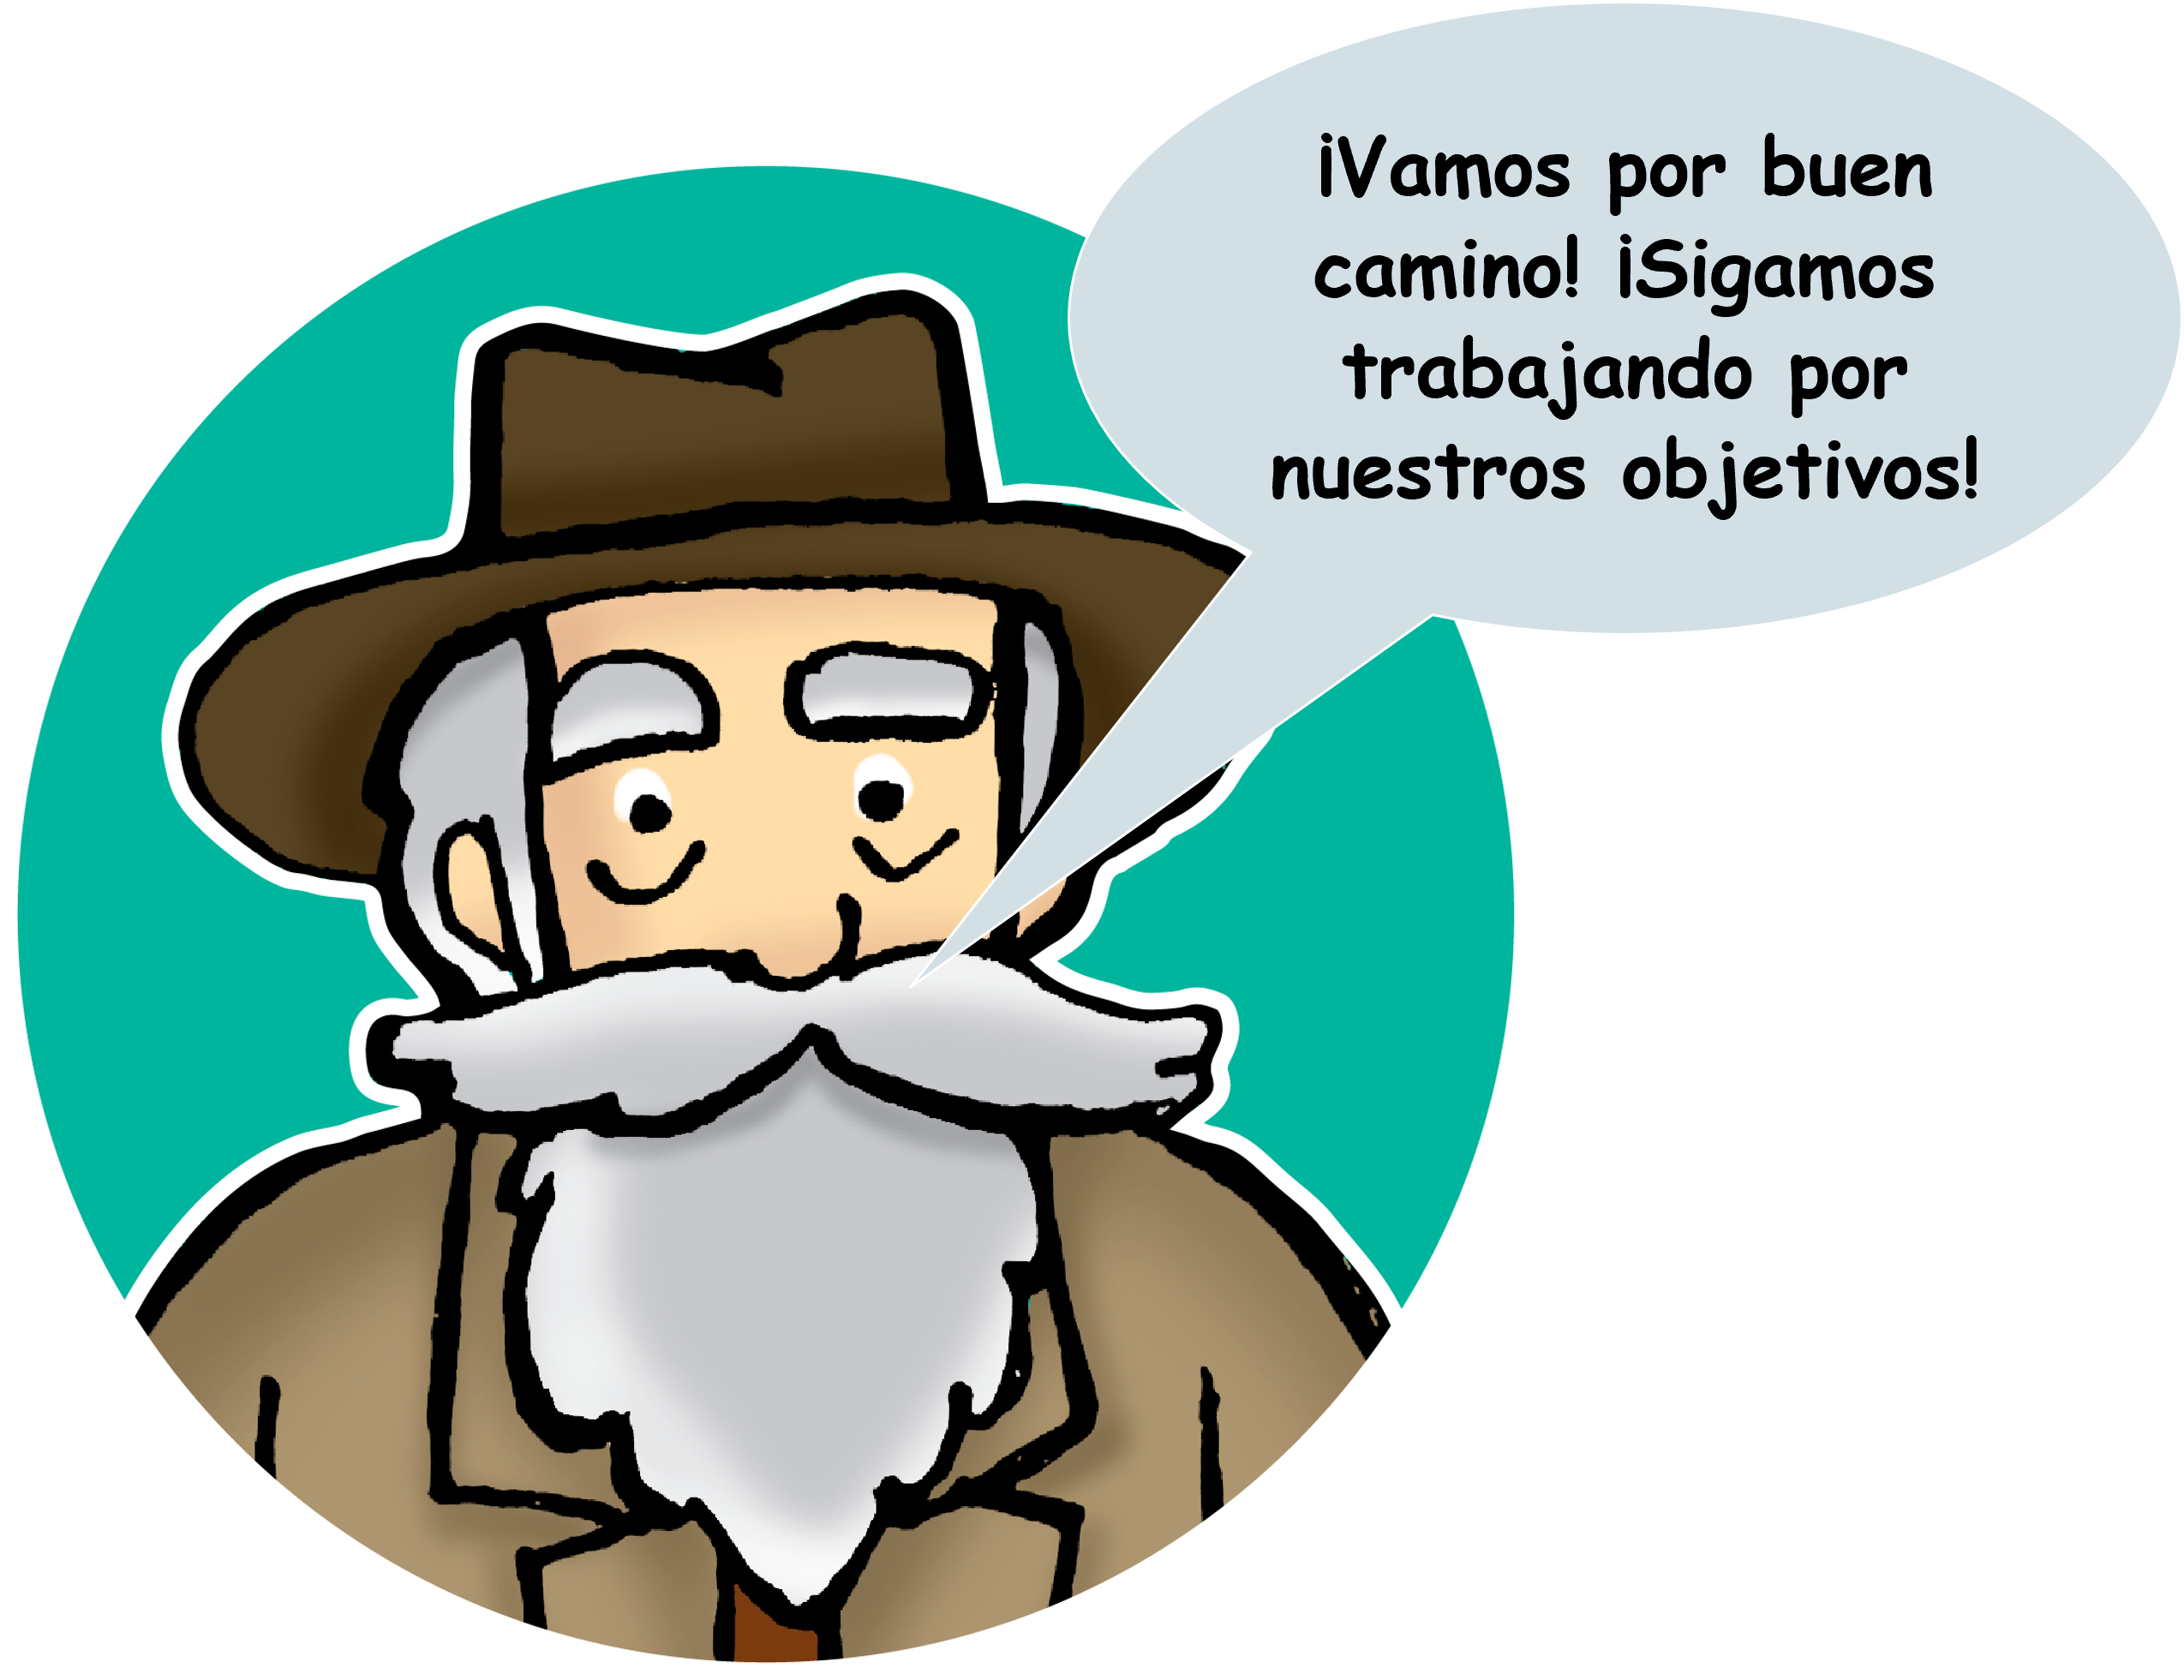 ¡Vamos por buen
camino! ¡Sigamos
trabajando por
nuestros objetivos!